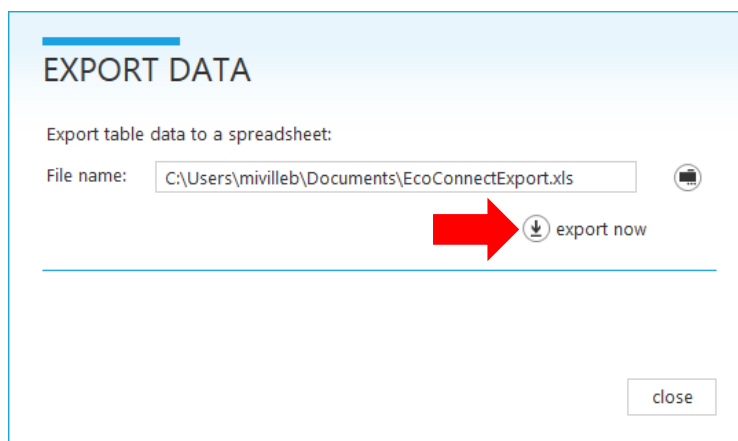 EXPORT DATA
Export table data to a spreadsheet:
File name: C:\Users\mivilleb\Documents\EcoConnectExport.xls
export now
close